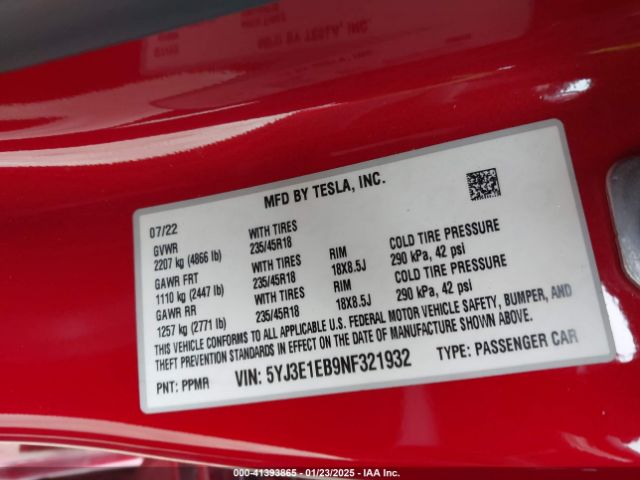 MFD BY TESLA, INC.
07/22
GVWR WITH TIRES COLD TIRE PRESSURE
2207 kg (4866 lb) 235/45R18 RIM 290 kPa, 42 psi
GAWR FRT WITH TIRES 18X8.5J
1110 kg (2447 lb) 235/45R18 RIM COLD TIRE PRESSURE
GAWR RR WITH TIRES 18X8.5J 290 kPa, 42 psi
1257 kg (2771 lb) 235/45R18
THIS VEHICLE CONFORMS TO ALL APPLICABLE U.S. FEDERAL MOTOR VEHICLE SAFETY, BUMPER, AND
THEFT PREVENTION STANDARDS IN EFFECT ON THE DATE OF MANUFACTURE SHOWN ABOVE.
PNT: PPMR VIN: 5YJ3E1EB9NF321932 TYPE: PASSENGER CAR
000-41393865 - 01/23/2025 - IAA Inc.